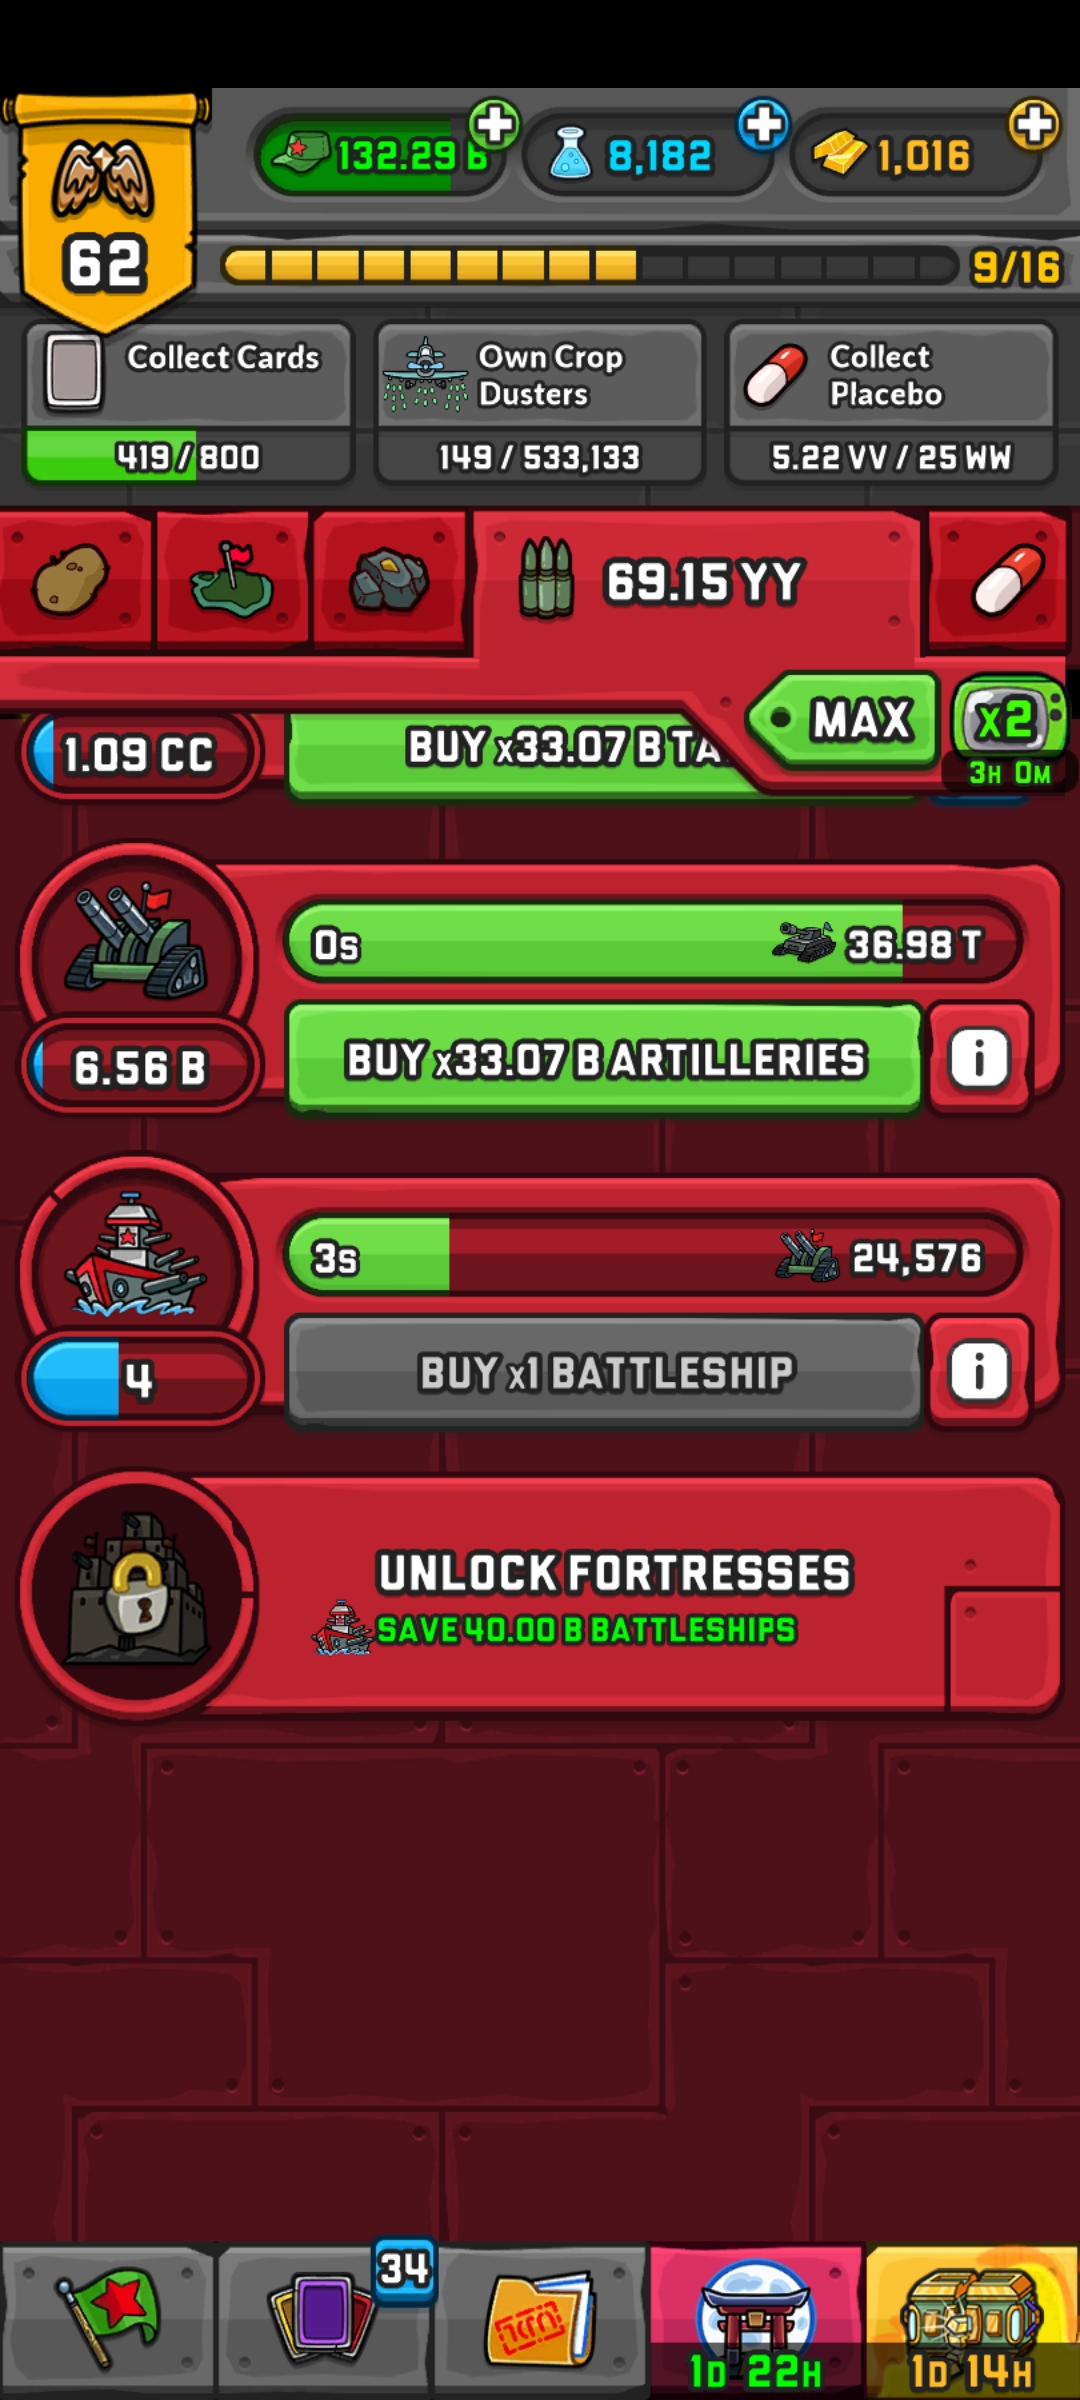 132.29 B
8,182
1,016
62
9/16
Collect Cards
419 / 800
Own Crop
Dusters
149 / 533,133
Collect
Placebo
5.22 VV / 25 WW
69.15 YY
MAX
x2
3H 0M
1.09 CC
BUY x33.07 B TA
0s
36.98 T
6.56 B
BUY x33.07 B ARTILLERIES
i
3s
24,576
4
BUY x1 BATTLESHIP
i
UNLOCK FORTRESSES
SAVE 40.00 B BATTLESHIPS
34
1D 22H
1D 14H